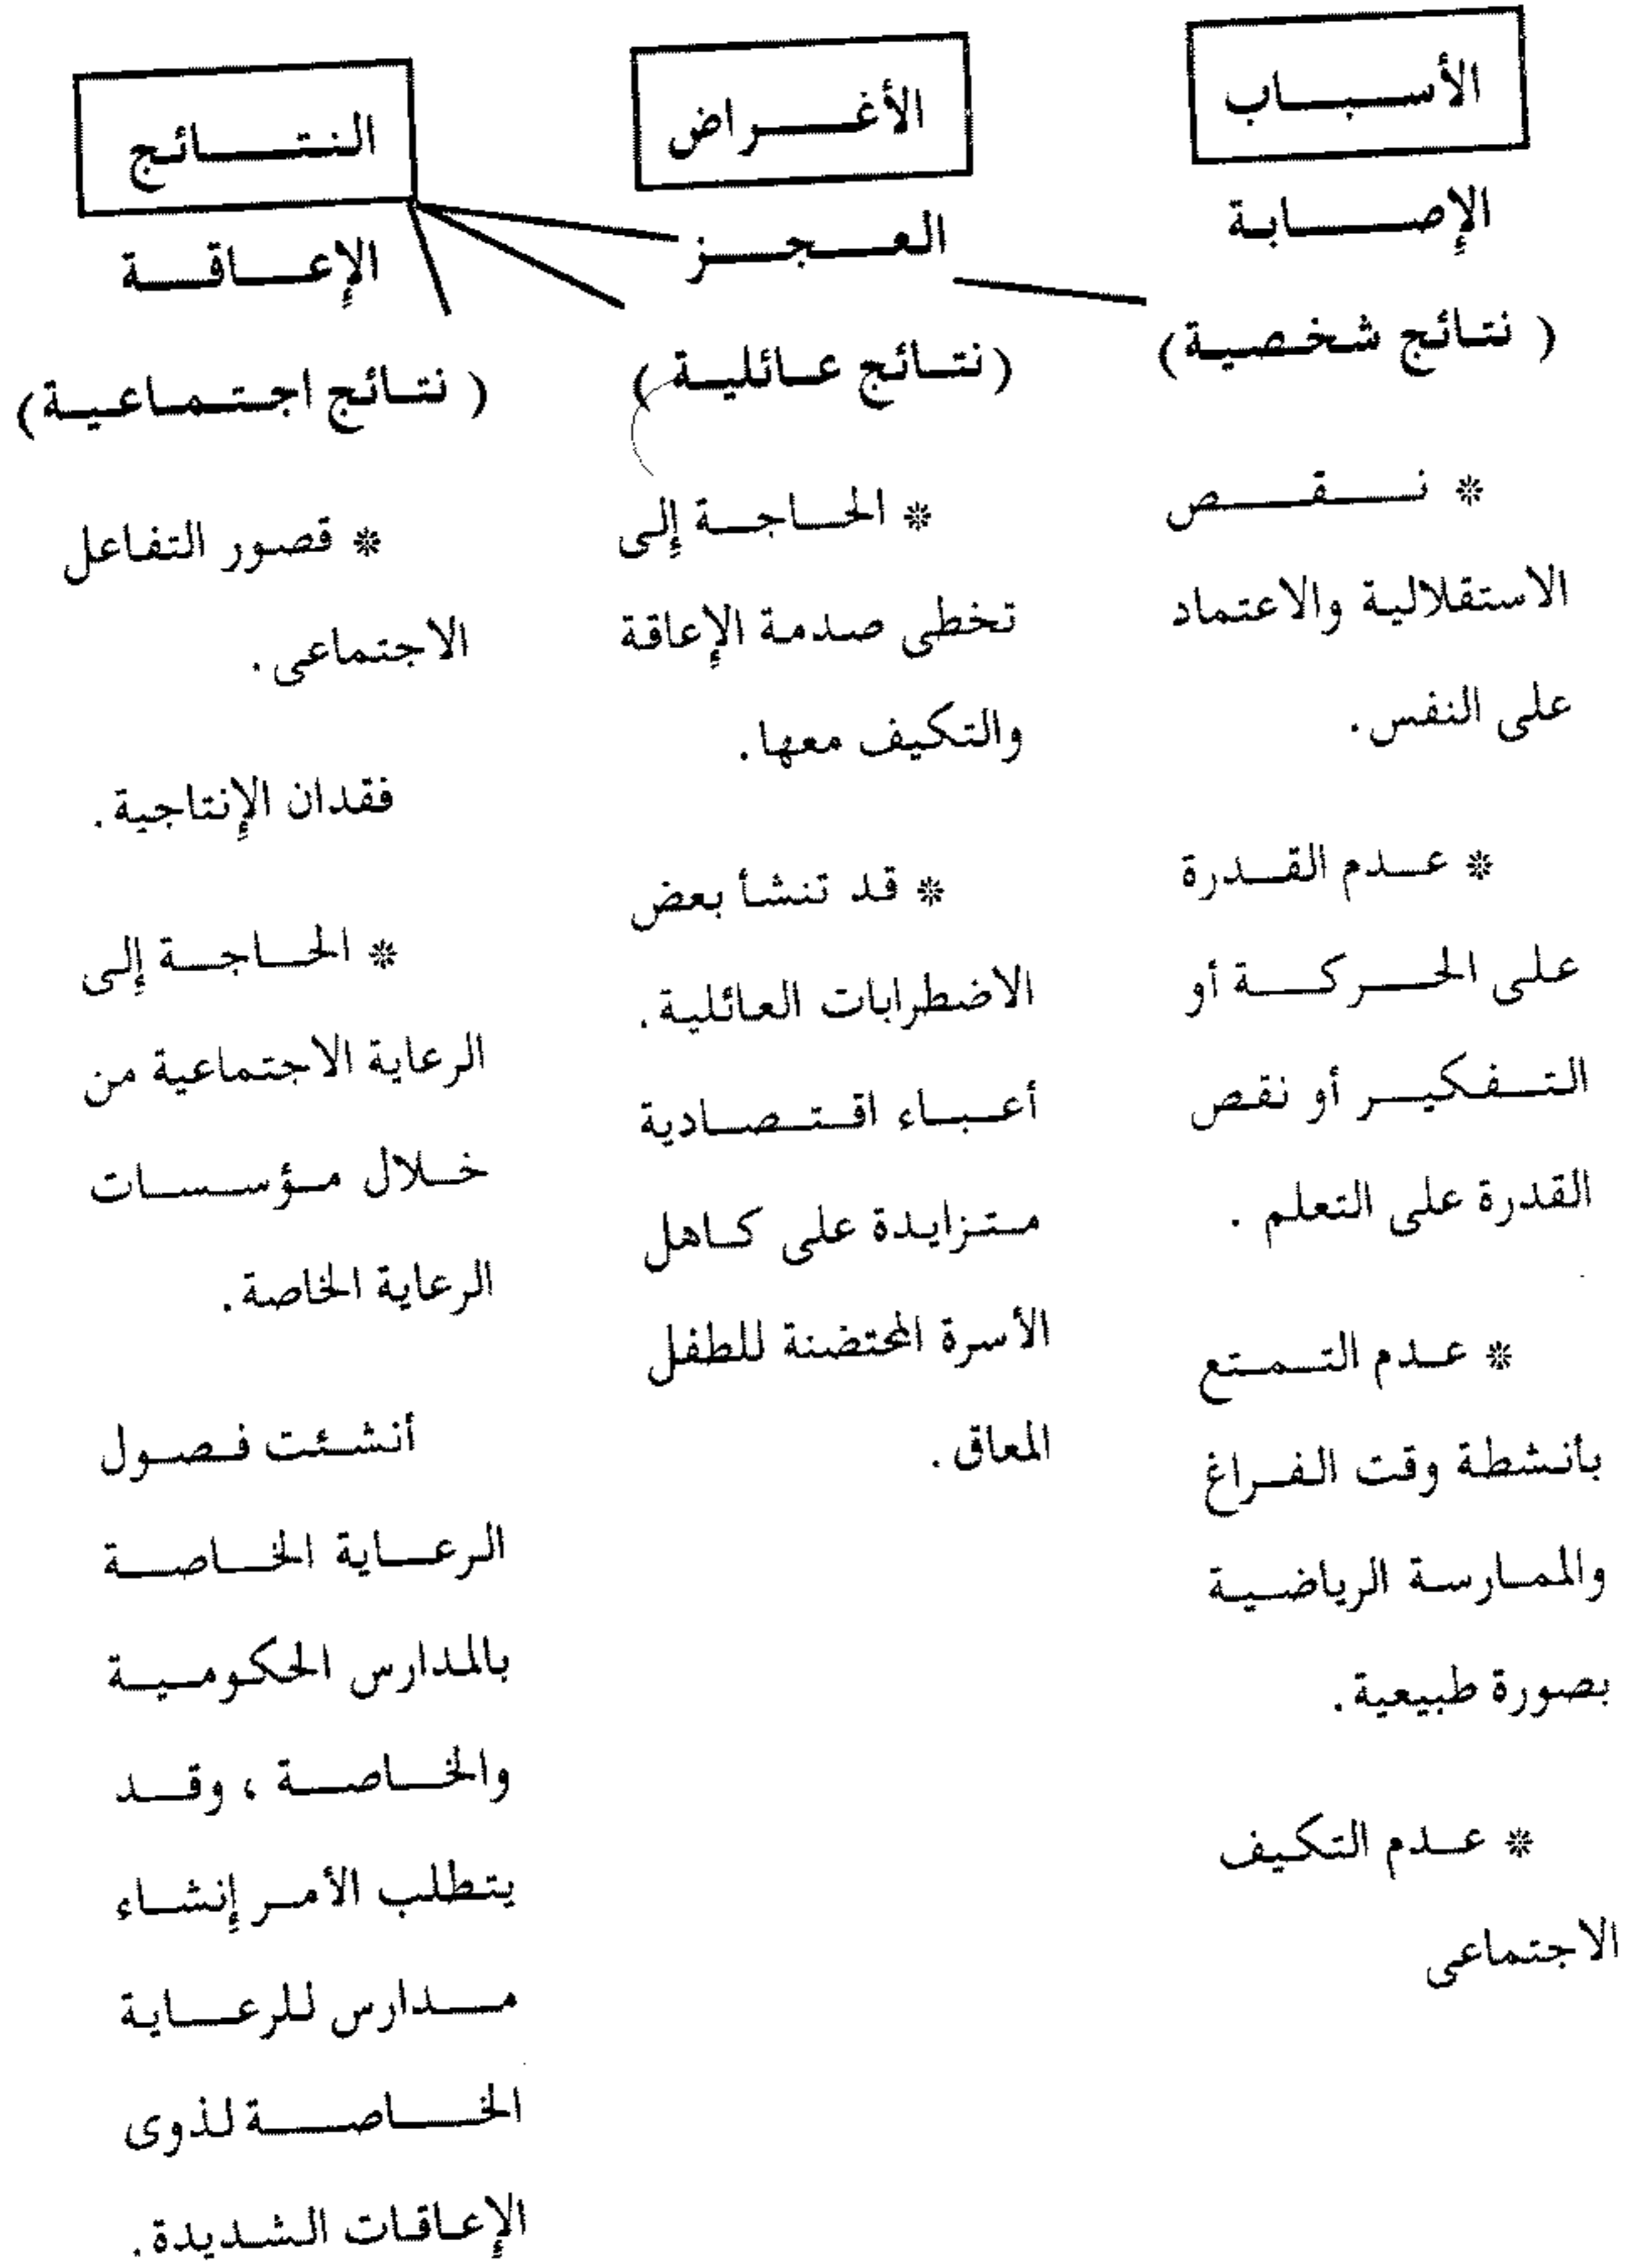 الأسباب
الإصابة
( نتائج شخصية )
* نقص
الاستقلالية والاعتماد
على النفس .
* عدم القدرة
على الحركة أو
التفكير أو نقص
القدرة على التعلم .
* عدم التمتع
بأنشطة وقت الفراغ
والممارسة الرياضية
بصورة طبيعية .
* عدم التكيف
الاجتماعى
الأغراض
العجز
( نتائج عائلية )
* الحاجة إلى
تخطى صدمة الإعاقة
والتكيف معها .
* قد تنشأ بعض
الاضطرابات العائلية .
أعباء اقتصادية
متزايدة على كاهل
الأسرة المحتضنة للطفل
المعاق .
النتائج
الإعاقة
( نتائج اجتماعية )
* قصور التفاعل
الاجتماعى .
فقدان الإنتاجية .
* الحاجة إلى
الرعاية الاجتماعية من
خلال مؤسسات
الرعاية الخاصة .
أنشئت فصول
الرعاية الخاصة
بالمدارس الحكومية
والخاصة ، وقد
يتطلب الأمر إنشاء
مدارس للرعاية
الخاصة لذوى
الإعاقات الشديدة .